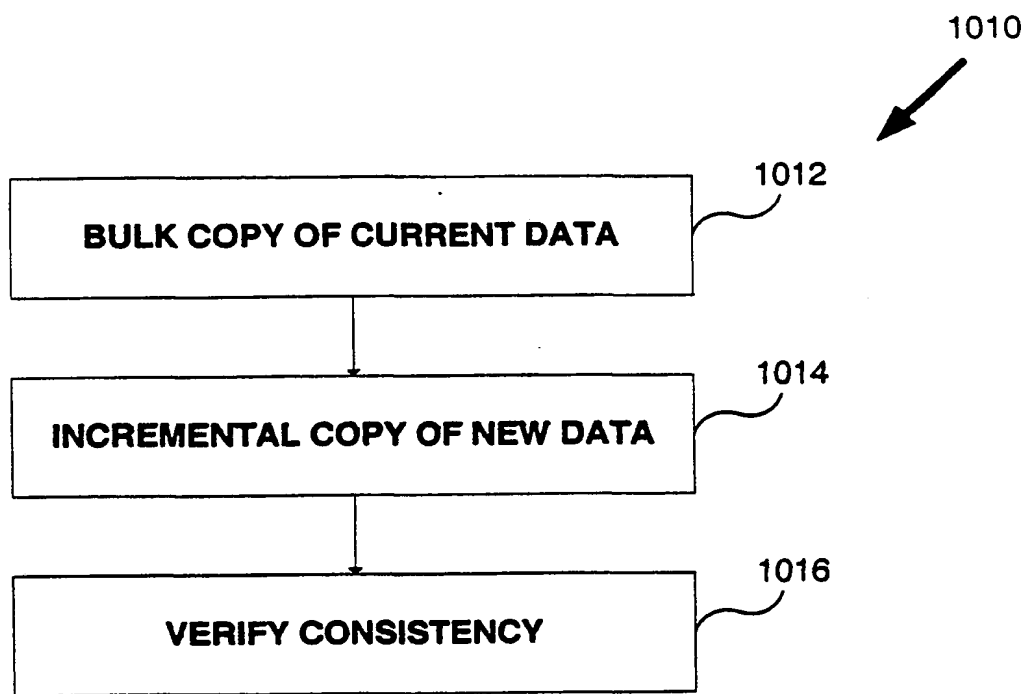 1010
1012
BULK COPY OF CURRENT DATA
1014
INCREMENTAL COPY OF NEW DATA
1016
VERIFY CONSISTENCY